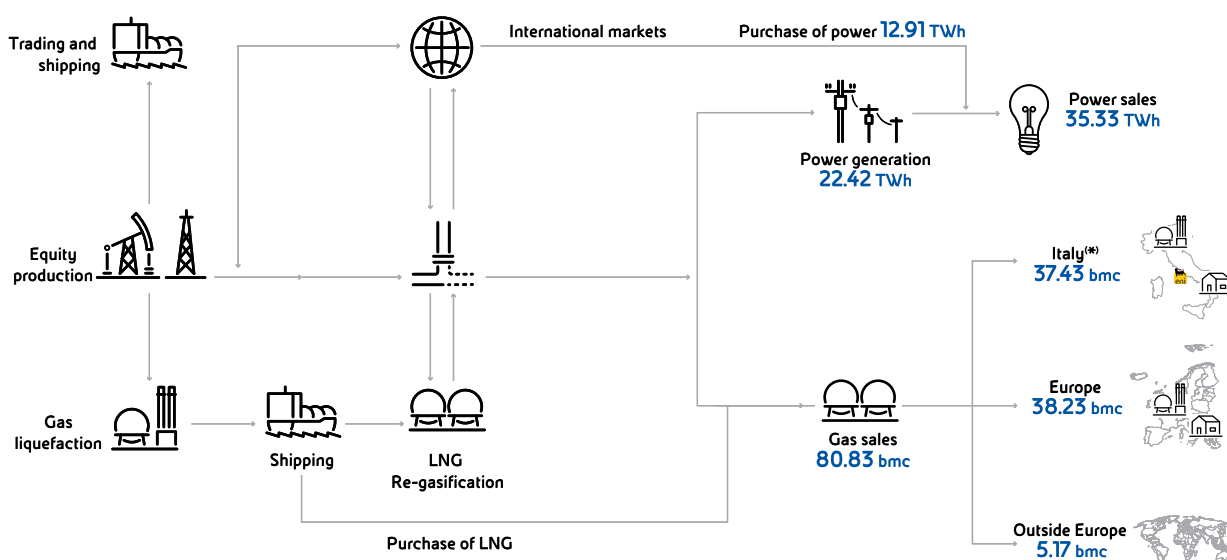 International markets
Purchase of power 12.91 TWh
Trading and
shipping
Power sales
35.33 TWh
Power generation
22.42 TWh
Equity
production
Italy(*)
37.43 bmc
eni
Europe
38.23 bmc
Gas
liquefaction
Shipping
LNG
Re-gasification
Gas sales
80.83 bmc
Purchase of LNG
Outside Europe
5.17 bmc